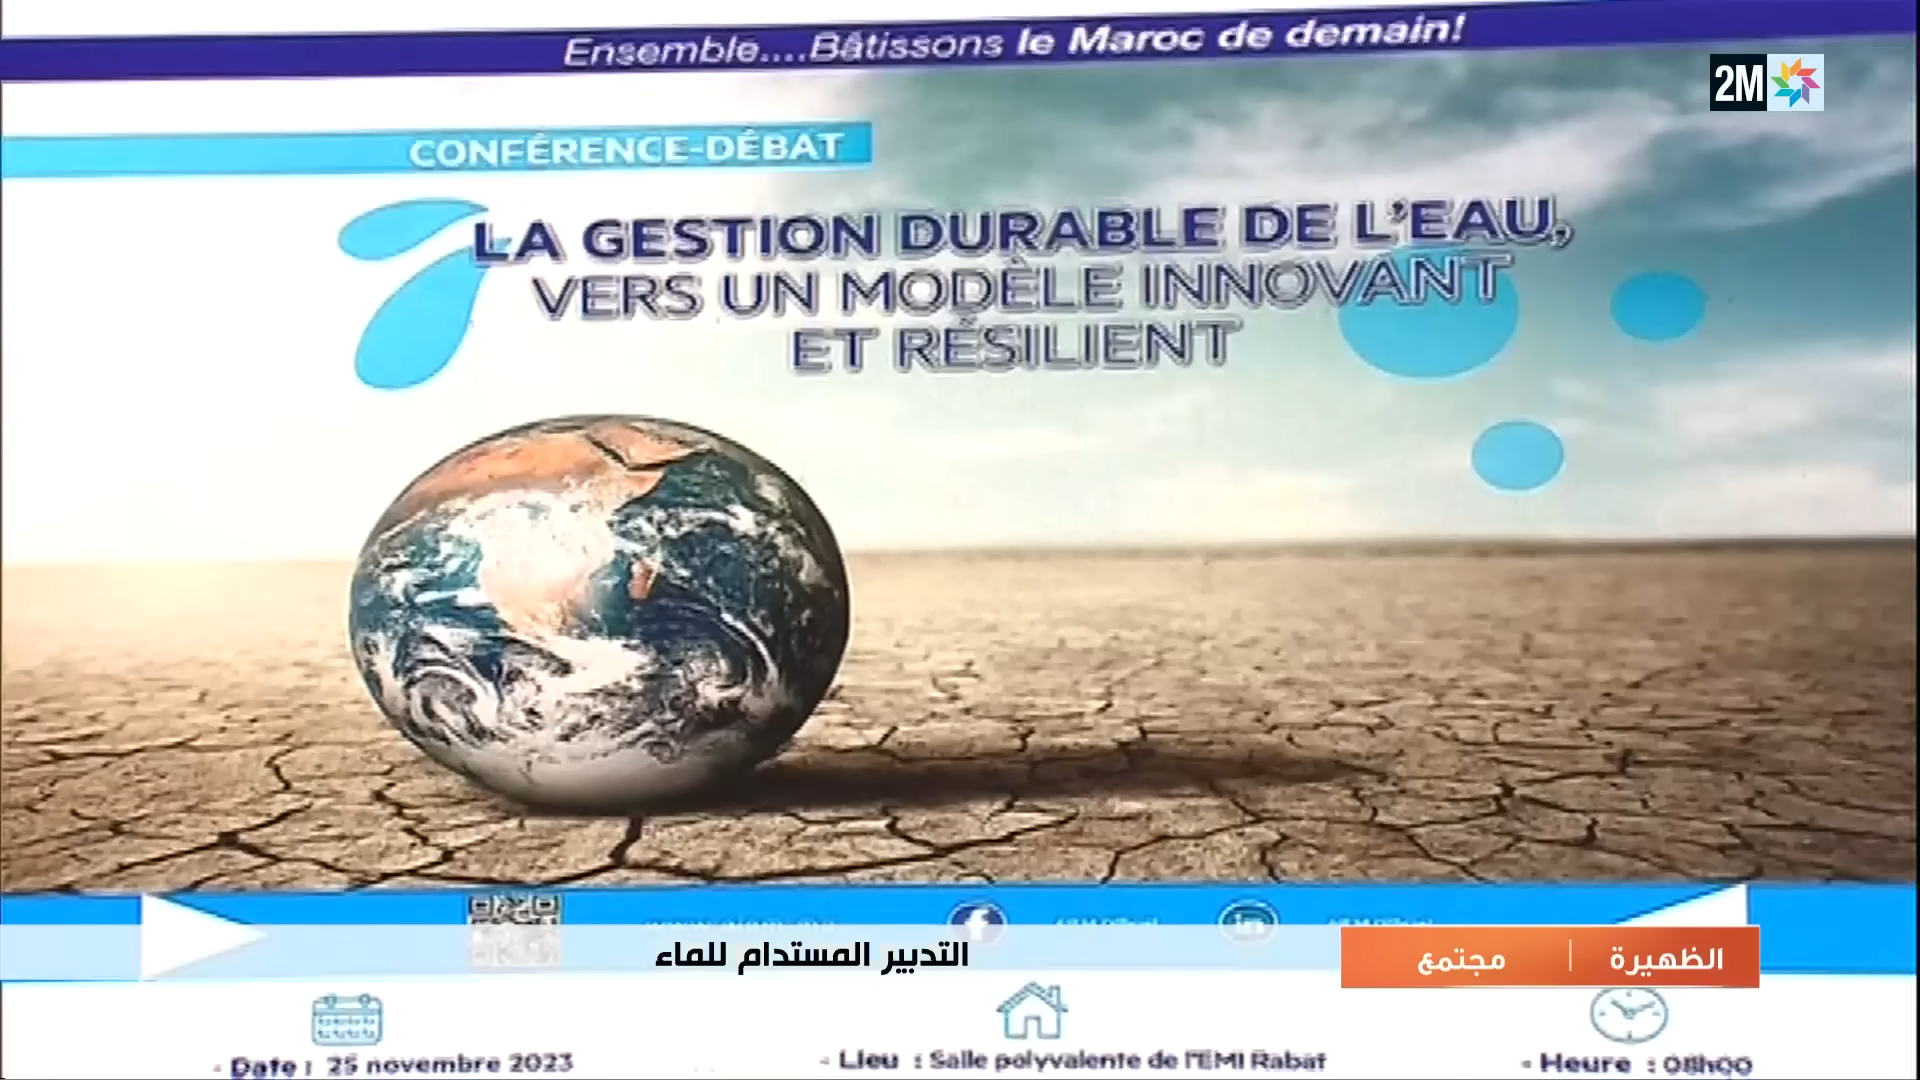 Ensemble....Bâtissons le Maroc de demain!
2M
CONFÉRENCE-DÉBAT
LA GESTION DURABLE DE L'EAU,
VERS UN MODÈLE INNOVANT
ET RÉSILIENT
التدبير المستدام للماء
الظهيرة | مجتمع
- Date : 25 novembre 2023
- Lieu : Salle polyvalente de l'EMI Rabat
- Heure : 08h00